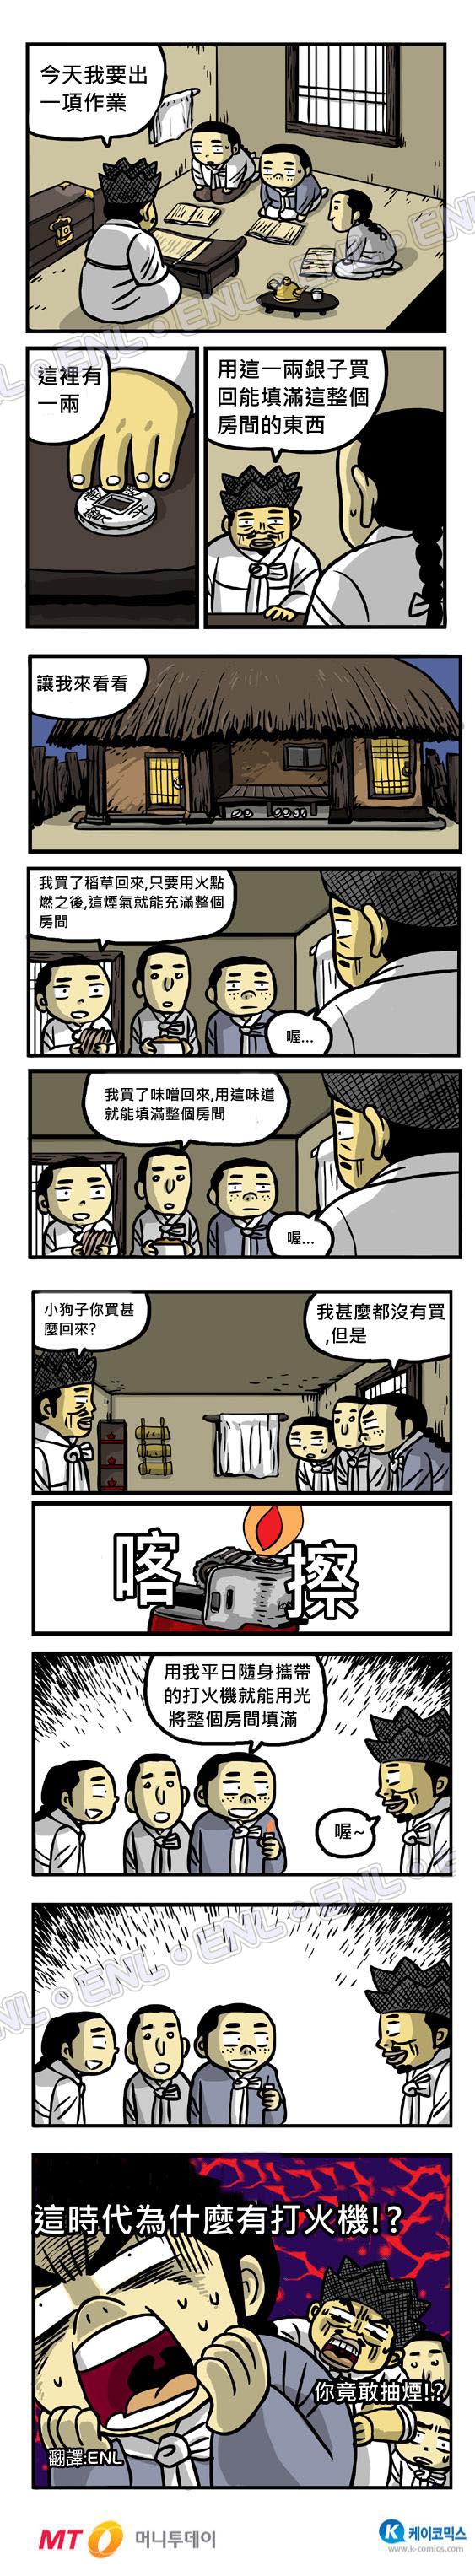 今天我要出
一項作業
這裡有
一兩
用這一兩銀子買
回能填滿這整個
房間的東西
讓我來看看
我買了稻草回來,只要用火點
燃之後,這煙氣就能充滿整個
房間
喔...
我買了味噌回來,用這味道
就能填滿整個房間
喔...
小狗子你買甚
麼回來?
我甚麼都沒有買
,但是
喀擦
用我平日隨身攜帶
的打火機就能用光
將整個房間填滿
喔~
這時代為什麼有打火機!?
你竟敢抽煙!?
翻譯:ENL
MT 머니투데이
K 케이코믹스
www.k-comics.com
ENL